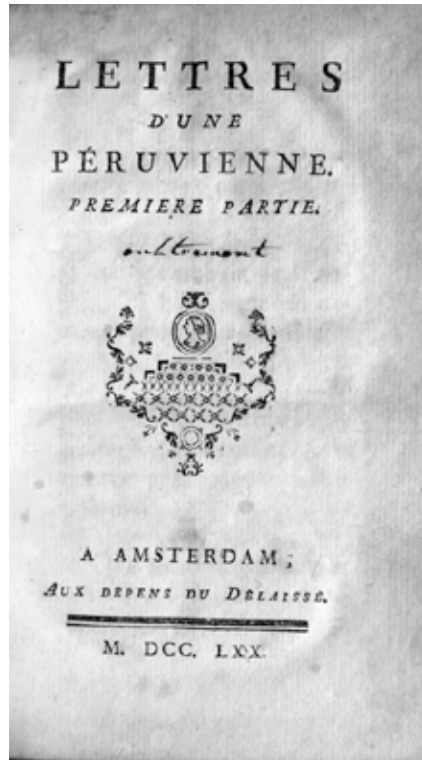 LETTRES
D'UNE
PÉRUVIENNE.
PREMIERE PARTIE.
A AMSTERDAM;
AUX DEPENS DU DÉLAISSÉ.
M. DCC. LXX.